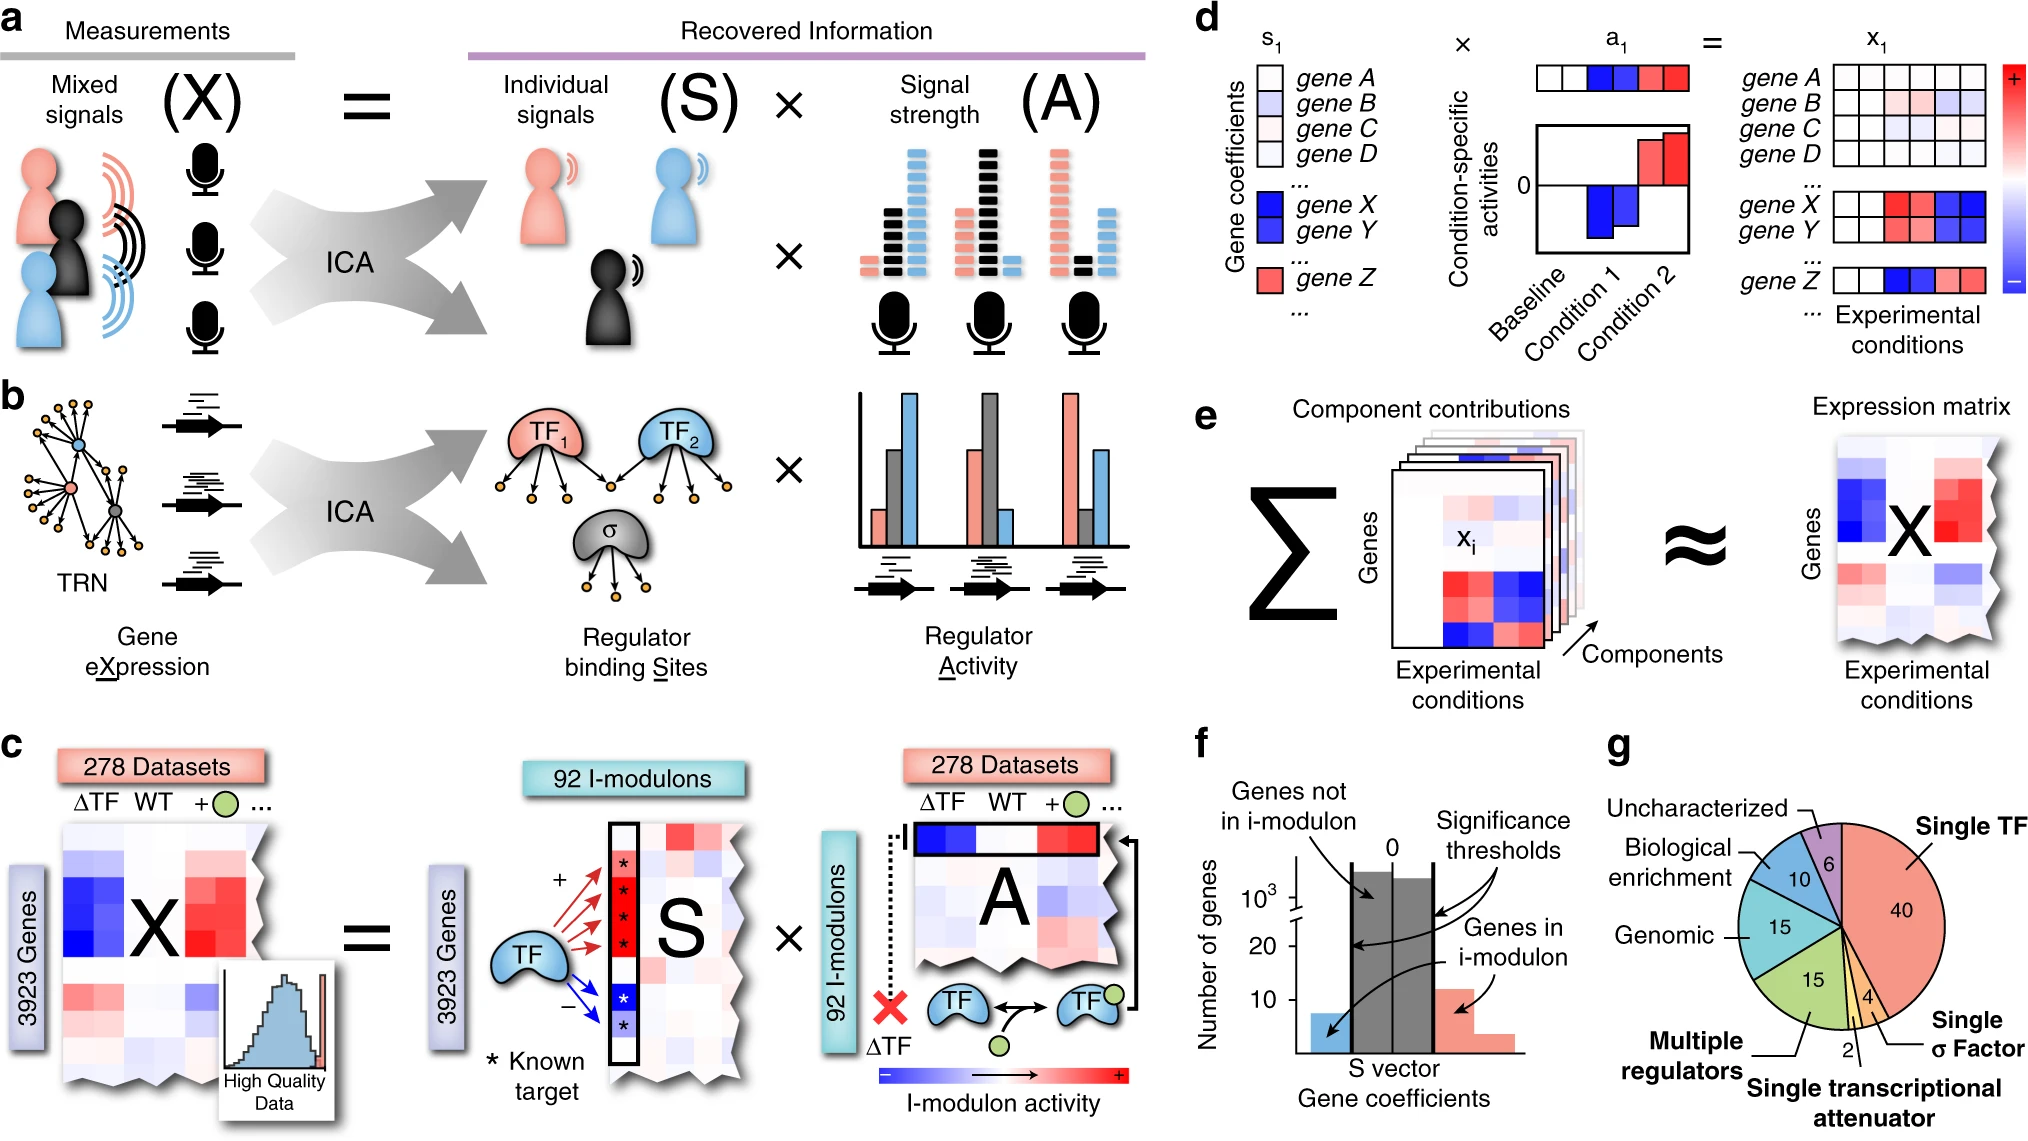 a
Measurements
Recovered Information
Mixed
signals
(X)
=
Individual
signals
(S)
×
Signal
strength
(A)
ICA
×
b
TRN
Gene
eXpression
ICA
TF1
TF2
σ
Regulator
binding Sites
×
Regulator
Activity
c
278 Datasets
ΔTF WT + ...
3923 Genes
X
High Quality
Data
=
92 I-modulons
3923 Genes
TF
+
−
* * * * * *
S
* Known
target
×
278 Datasets
ΔTF WT + ...
92 I-modulons
A
TF
TF
ΔTF
− +
I-modulon activity
d
s1
×
a1
=
x1
Gene coefficients
gene A
gene B
gene C
gene D
...
gene X
gene Y
...
gene Z
...
Condition-specific
activities
0
Baseline
Condition 1
Condition 2
gene A
gene B
gene C
gene D
...
gene X
gene Y
...
gene Z
...
+
−
Experimental
conditions
e
Component contributions
Σ
Genes
xi
Experimental
conditions
Components
≈
Expression matrix
Genes
X
Experimental
conditions
f
Genes not
in i-modulon
0
Significance
thresholds
Genes in
i-modulon
Number of genes
10³
20
10
S vector
Gene coefficients
g
Uncharacterized
Biological
enrichment
Genomic
Multiple
regulators
Single transcriptional
attenuator
Single
σ Factor
Single TF
6
10
15
15
2
4
40